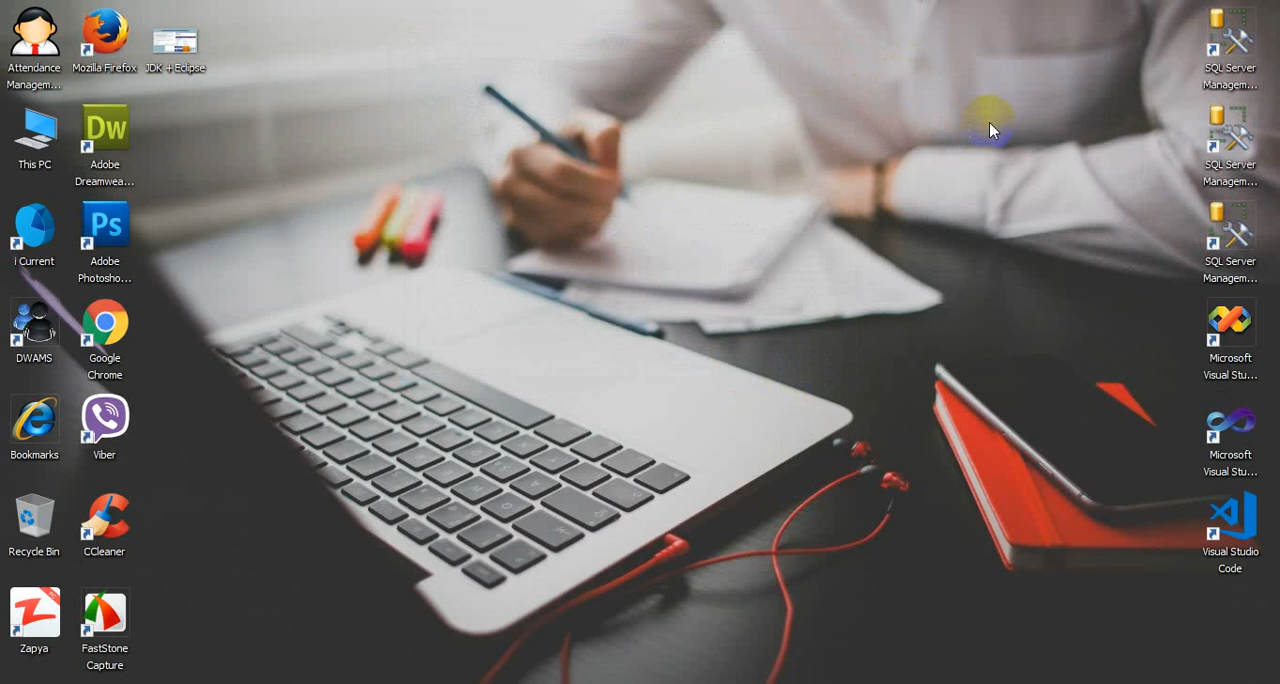 Attendance
Managem...
Mozilla Firefox
JDK + Eclipse
This PC
Dw
Adobe
Dreamwea...
i Current
Ps
Adobe
Photosho...
DWAMS
Google
Chrome
Bookmarks
Viber
Recycle Bin
CCleaner
Zapya
FastStone
Capture
SQL Server
Managem...
SQL Server
Managem...
SQL Server
Managem...
Microsoft
Visual Stu...
Microsoft
Visual Stu...
Visual Studio
Code